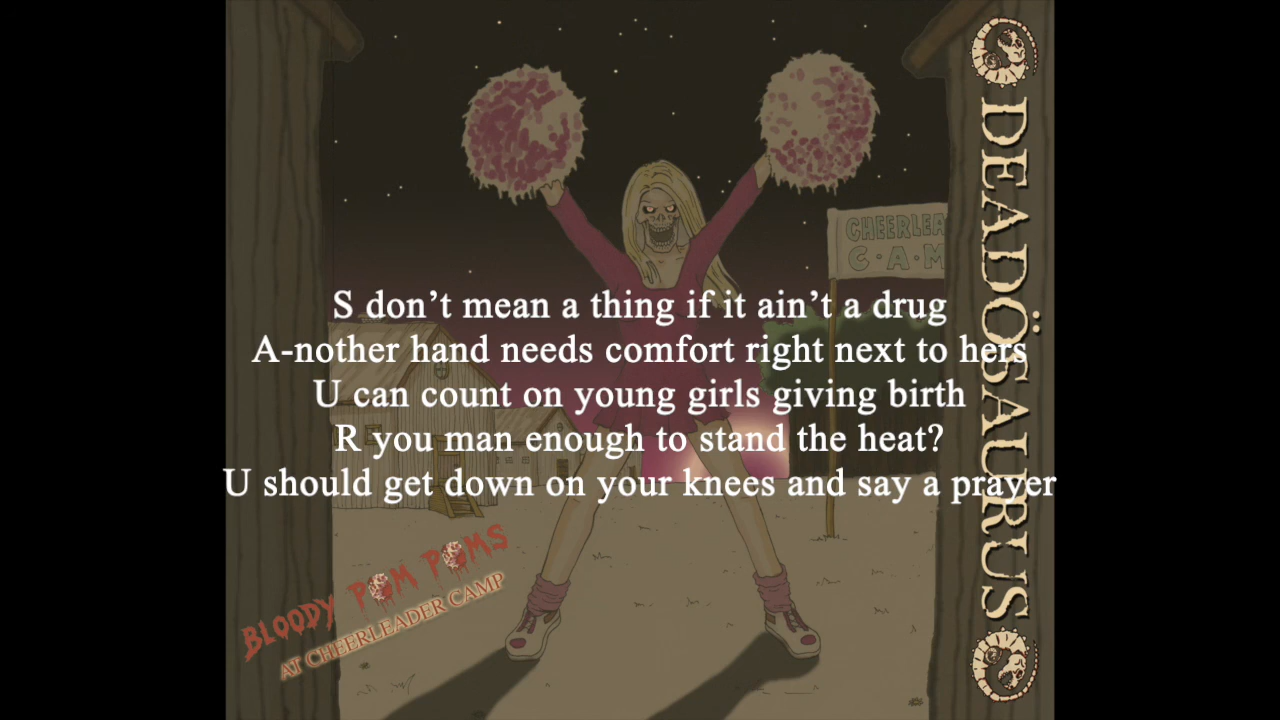 CHEERLEA
C·A·M
S don’t mean a thing if it ain’t a drug
A-nother hand needs comfort right next to hers
U can count on young girls giving birth
R you man enough to stand the heat?
U should get down on your knees and say a prayer
BLOODY POM POMS
AT CHEERLEADER CAMP
DEADÖSAURUS